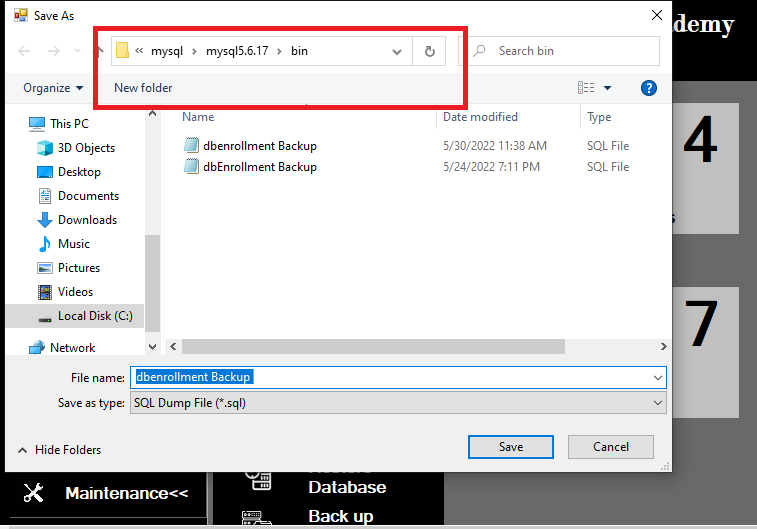 Save As
ademy
« mysql > mysql5.6.17 > bin
Search bin
Organize
New folder
?
Name
Date modified
Type
This PC
3D Objects
Desktop
Documents
Downloads
Music
Pictures
Videos
Local Disk (C:)
Network
dbenrollment Backup 5/30/2022 11:38 AM SQL File
dbEnrollment Backup 5/24/2022 7:11 PM SQL File
4
7
File name: dbenrollment Backup
Save as type: SQL Dump File (*.sql)
Hide Folders
Save
Cancel
Maintenance<<
Database
Back up